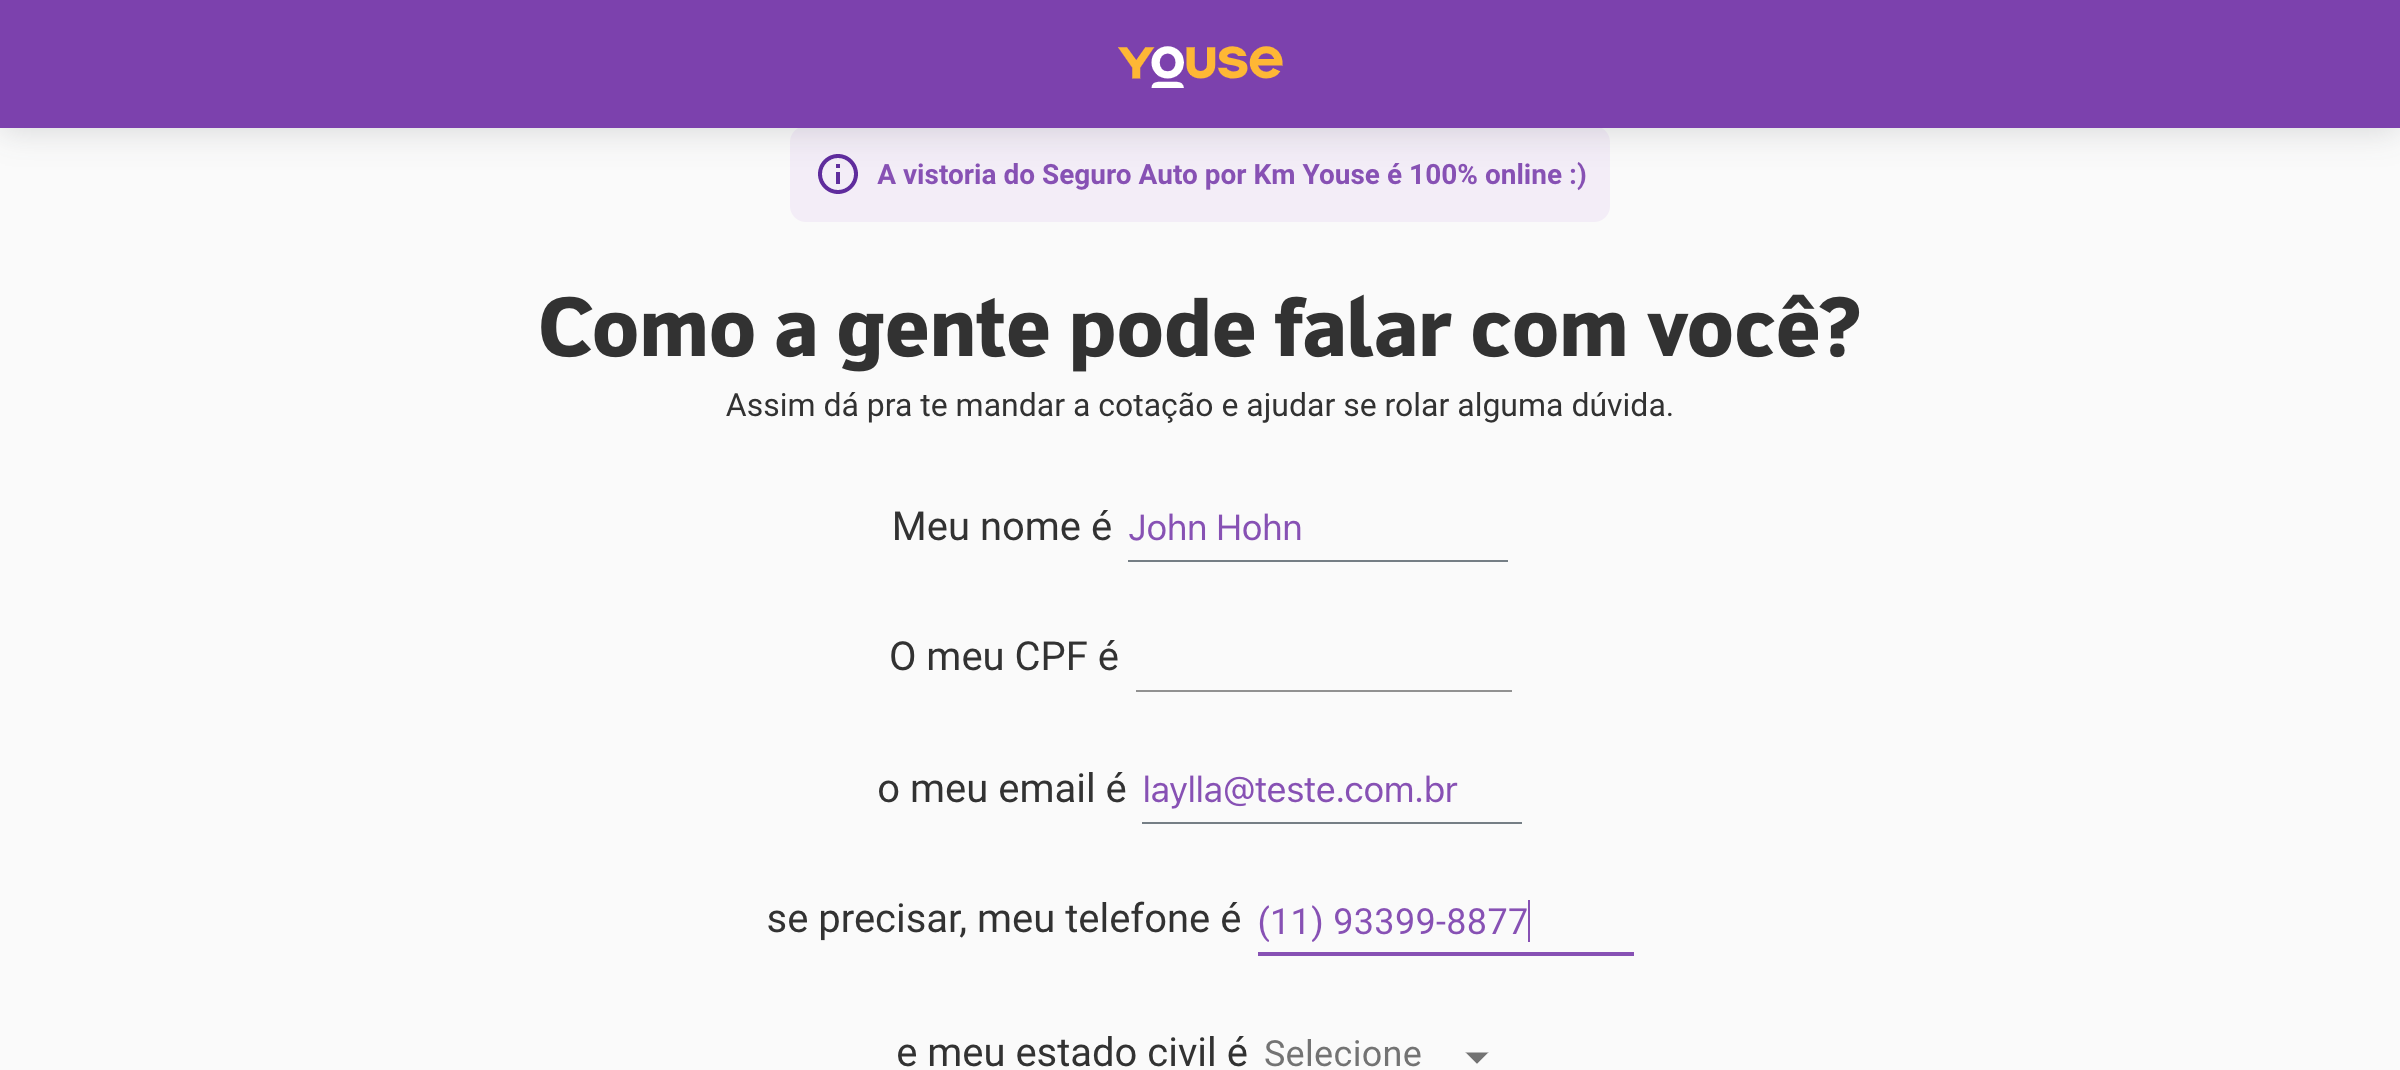 Youse
A vistoria do Seguro Auto por Km Youse é 100% online :)
Como a gente pode falar com você?
Assim dá pra te mandar a cotação e ajudar se rolar alguma dúvida.
Meu nome é John Hohn
O meu CPF é
o meu email é laylla@teste.com.br
se precisar, meu telefone é (11) 93399-8877
e meu estado civil é Selecione